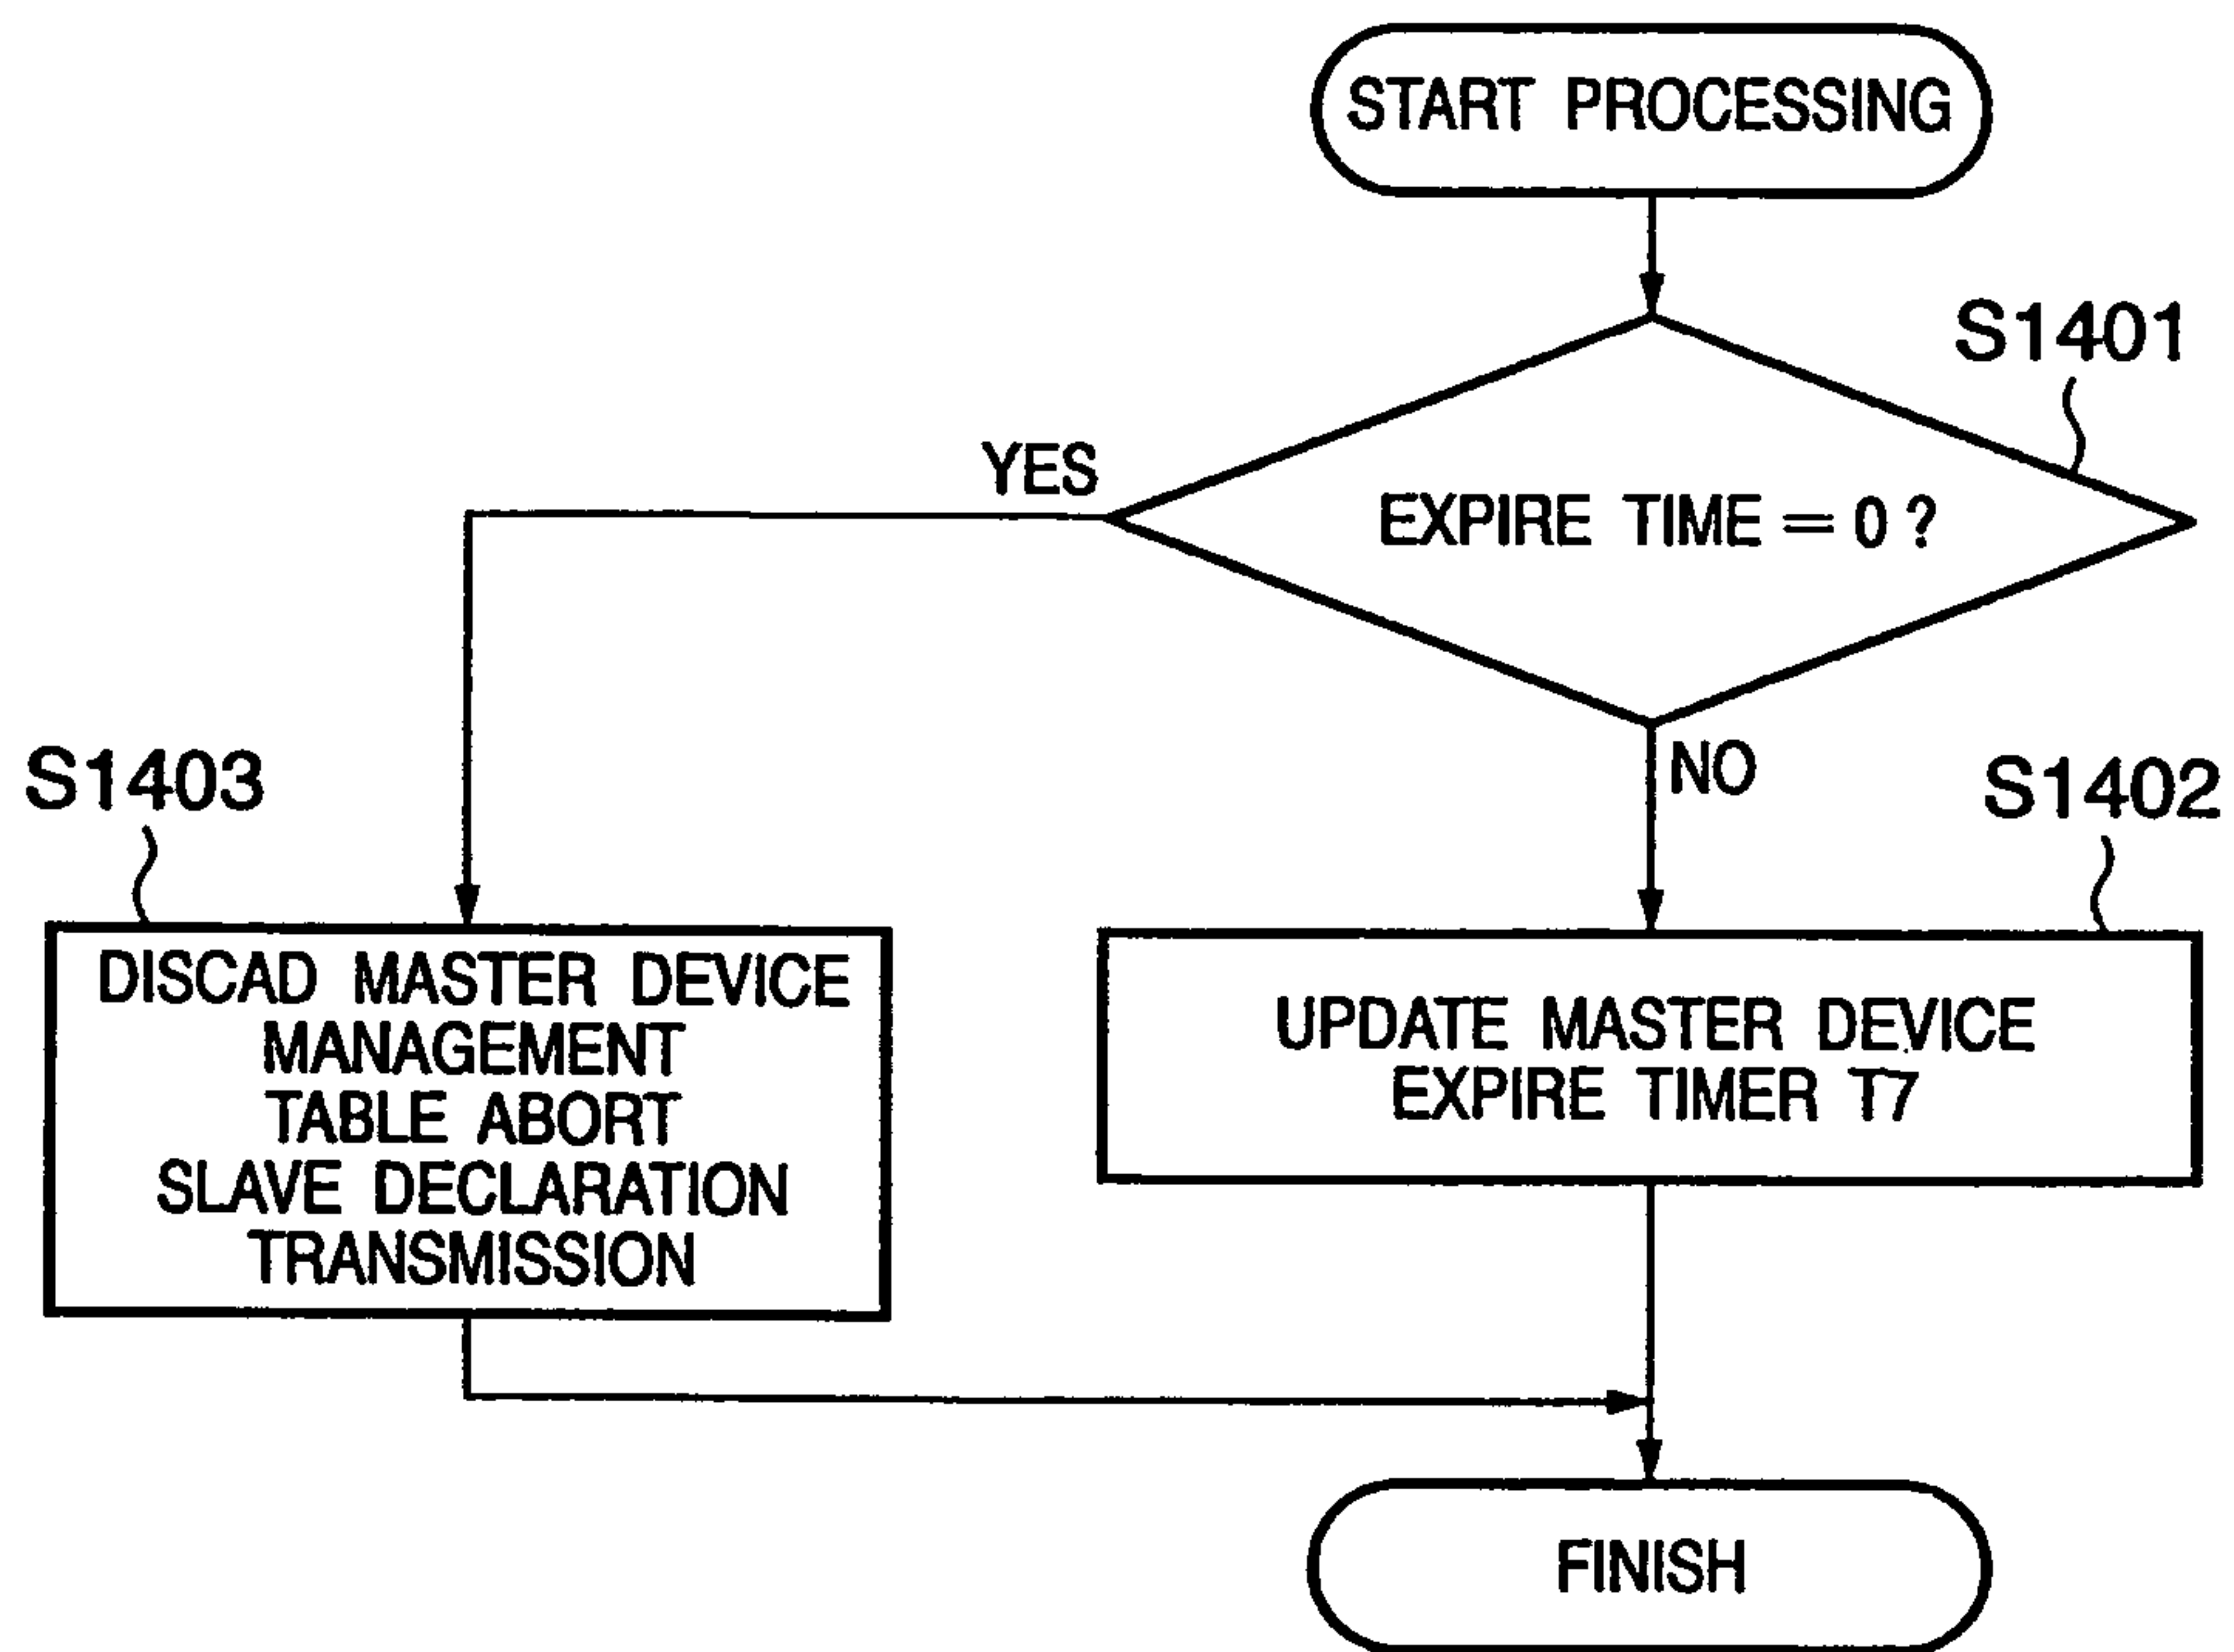 START PROCESSING
S1401
YES
EXPIRE TIME = 0 ?
NO
S1403
S1402
DISCAD MASTER DEVICE
MANAGEMENT
TABLE ABORT
SLAVE DECLARATION
TRANSMISSION
UPDATE MASTER DEVICE
EXPIRE TIMER T7
FINISH